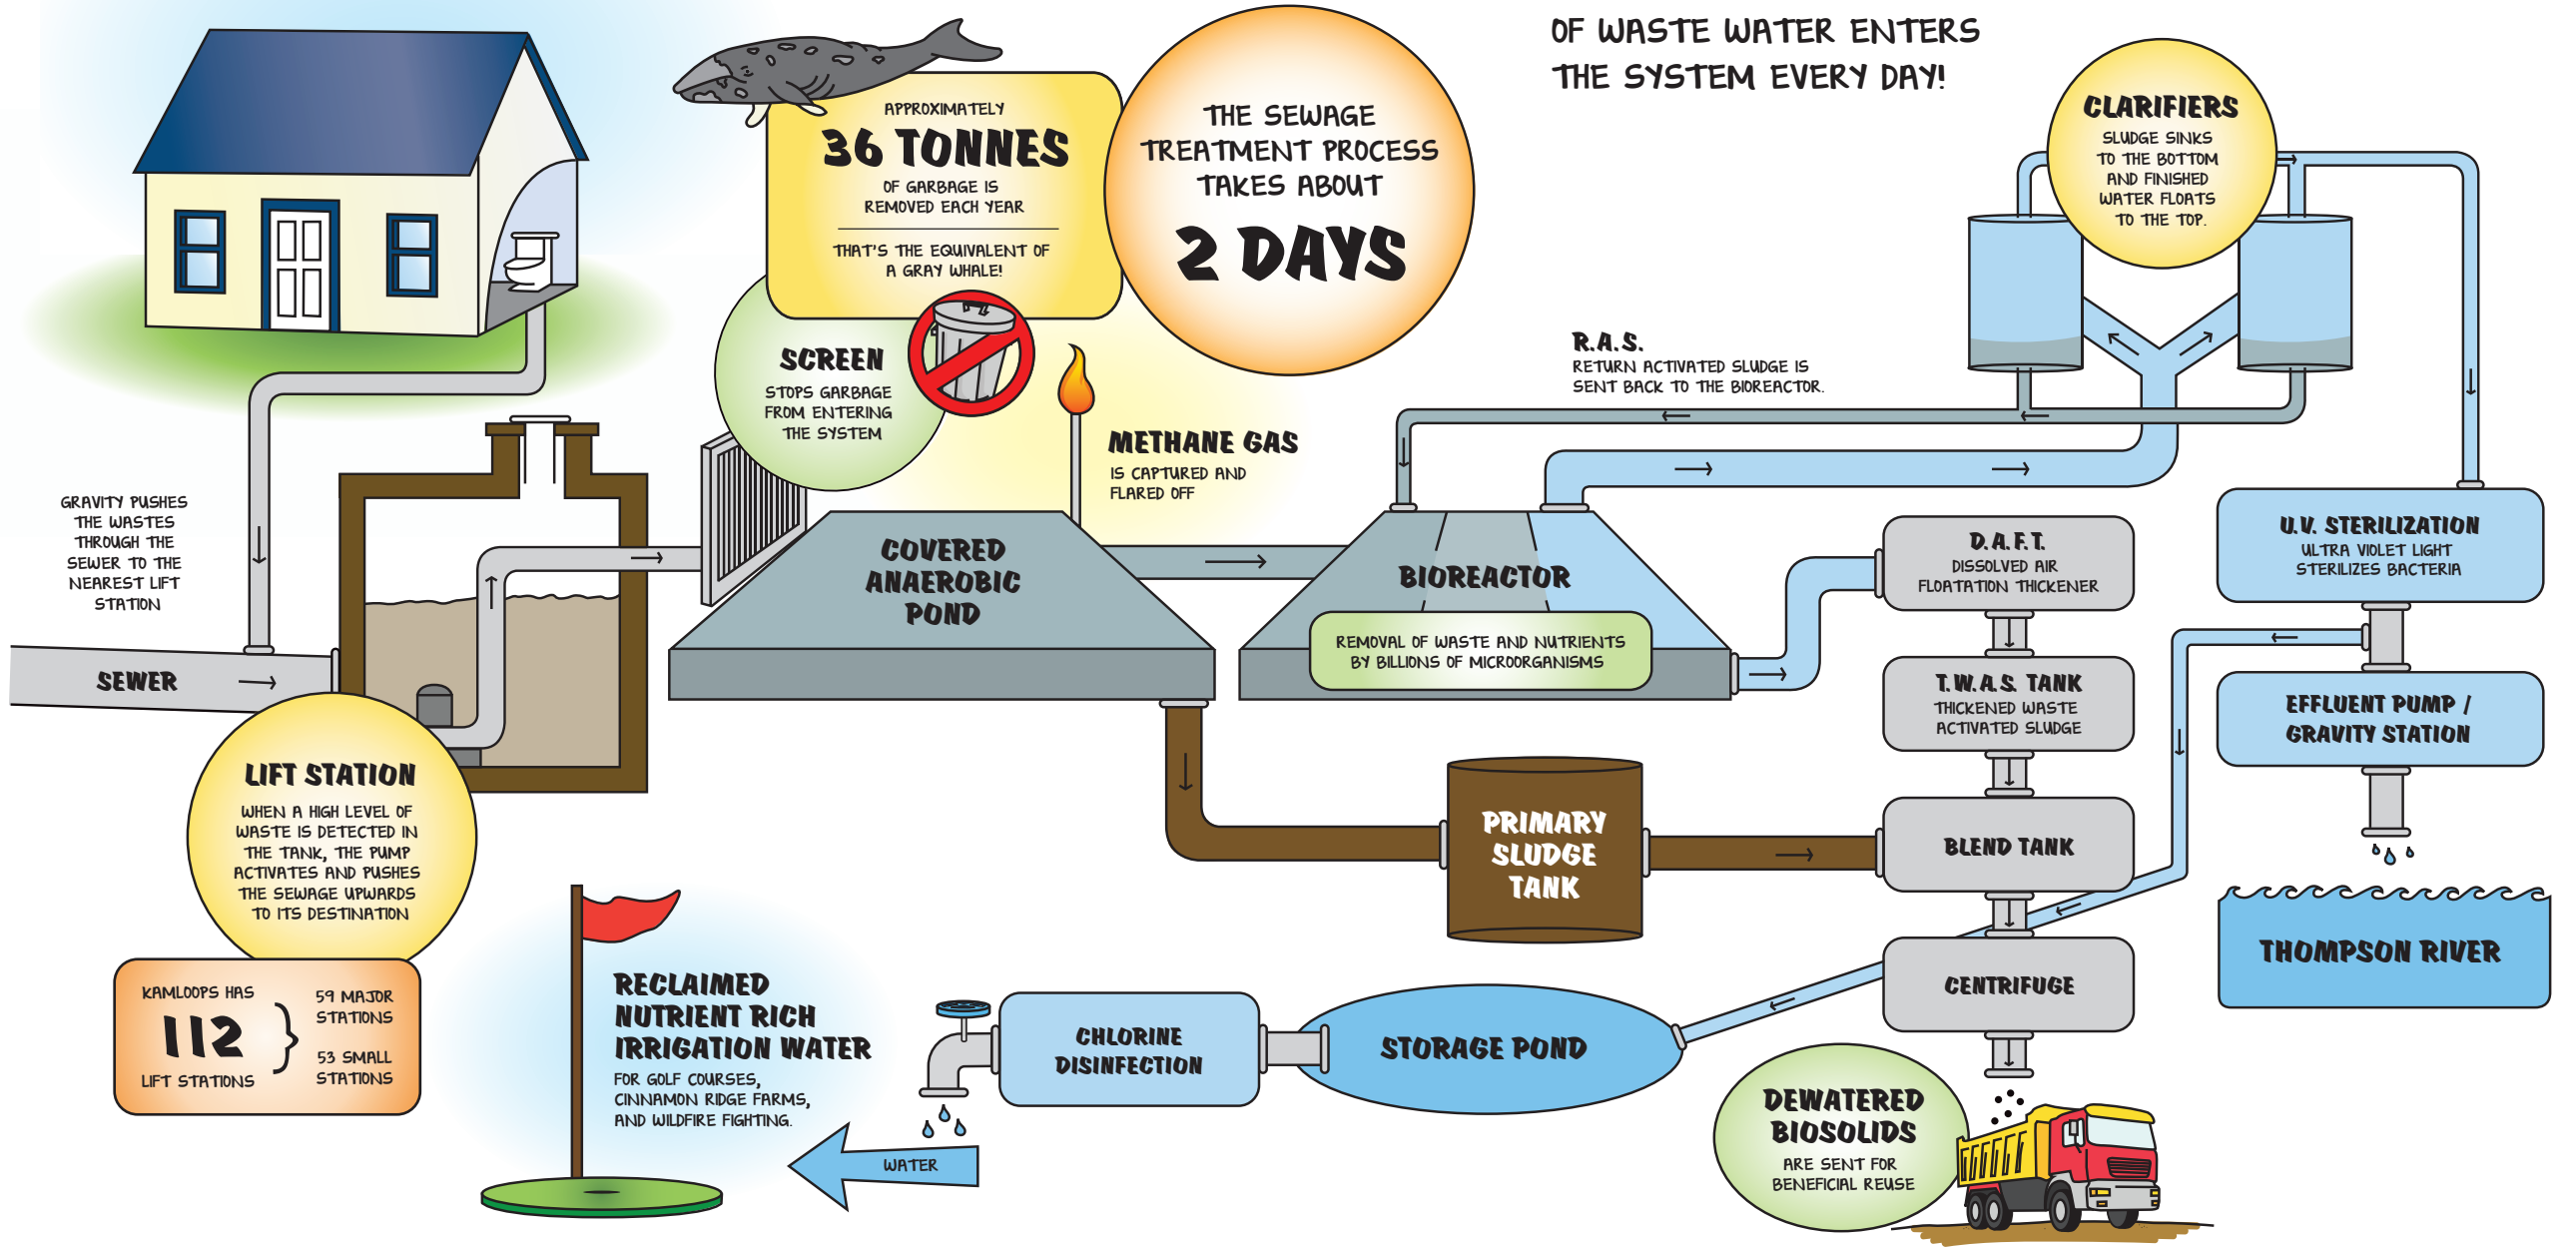 OF WASTE WATER ENTERS
THE SYSTEM EVERY DAY!
APPROXIMATELY
36 TONNES
OF GARBAGE IS
REMOVED EACH YEAR
THAT'S THE EQUIVALENT OF
A GRAY WHALE!
THE SEWAGE
TREATMENT PROCESS
TAKES ABOUT
2 DAYS
CLARIFIERS
SLUDGE SINKS
TO THE BOTTOM
AND FINISHED
WATER FLOATS
TO THE TOP.
SCREEN
STOPS GARBAGE
FROM ENTERING
THE SYSTEM
R.A.S.
RETURN ACTIVATED SLUDGE IS
SENT BACK TO THE BIOREACTOR.
METHANE GAS
IS CAPTURED AND
FLARED OFF
GRAVITY PUSHES
THE WASTES
THROUGH THE
SEWER TO THE
NEAREST LIFT
STATION
SEWER
COVERED
ANAEROBIC
POND
BIOREACTOR
REMOVAL OF WASTE AND NUTRIENTS
BY BILLIONS OF MICROORGANISMS
D.A.F.T.
DISSOLVED AIR
FLOATATION THICKENER
U.V. STERILIZATION
ULTRA VIOLET LIGHT
STERILIZES BACTERIA
T.W.A.S. TANK
THICKENED WASTE
ACTIVATED SLUDGE
EFFLUENT PUMP /
GRAVITY STATION
LIFT STATION
WHEN A HIGH LEVEL OF
WASTE IS DETECTED IN
THE TANK, THE PUMP
ACTIVATES AND PUSHES
THE SEWAGE UPWARDS
TO ITS DESTINATION
PRIMARY
SLUDGE
TANK
BLEND TANK
THOMPSON RIVER
KAMLOOPS HAS
112
LIFT STATIONS
59 MAJOR
STATIONS
53 SMALL
STATIONS
RECLAIMED
NUTRIENT RICH
IRRIGATION WATER
FOR GOLF COURSES,
CINNAMON RIDGE FARMS,
AND WILDFIRE FIGHTING.
WATER
CHLORINE
DISINFECTION
STORAGE POND
CENTRIFUGE
DEWATERED
BIOSOLIDS
ARE SENT FOR
BENEFICIAL REUSE